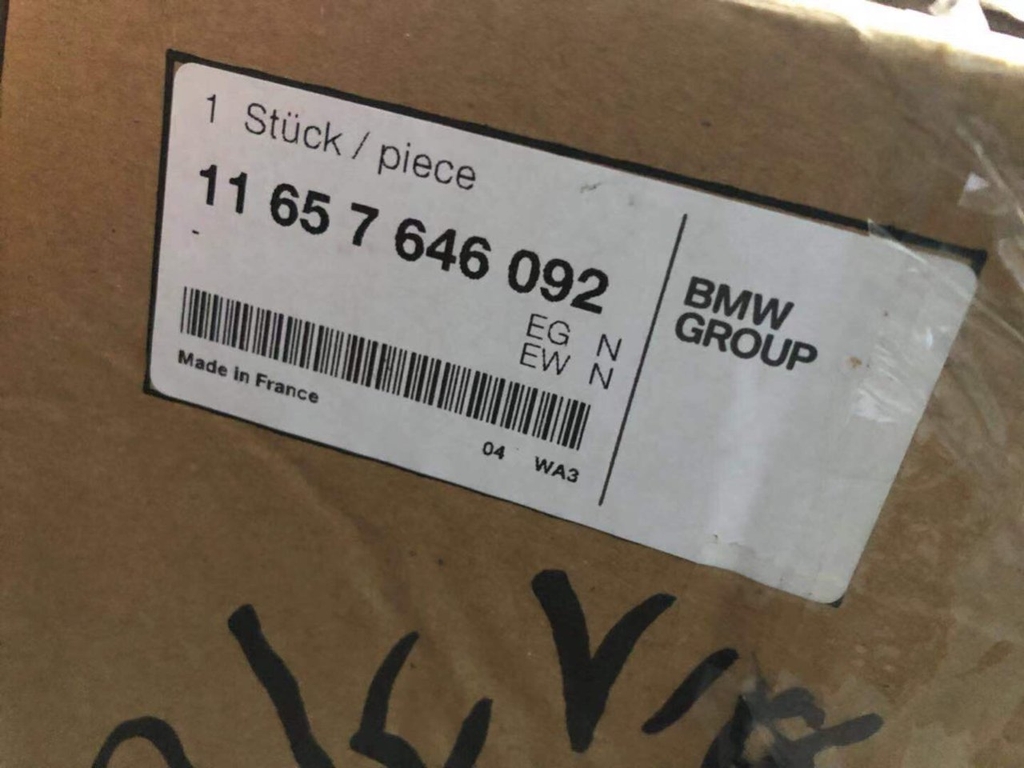 1 Stück / piece
11 65 7 646 092
EG N
EW N
Made in France
04 WA3
BMW
GROUP